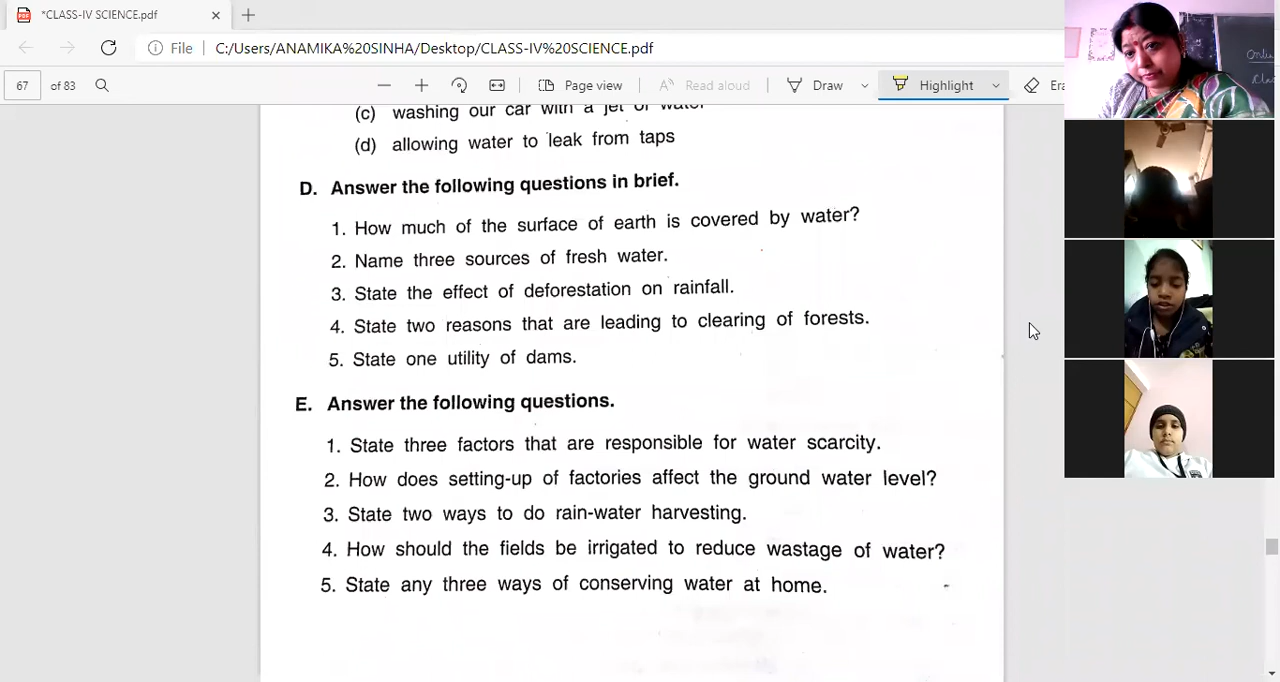 *CLASS-IV SCIENCE.pdf
File C:/Users/ANAMIKA%20SINHA/Desktop/CLASS-IV%20SCIENCE.pdf
67 of 83 Page view Read aloud Draw Highlight
(c) washing our car with a jet of water
(d) allowing water to leak from taps
D. Answer the following questions in brief.
1. How much of the surface of earth is covered by water?
2. Name three sources of fresh water.
3. State the effect of deforestation on rainfall.
4. State two reasons that are leading to clearing of forests.
5. State one utility of dams.
E. Answer the following questions.
1. State three factors that are responsible for water scarcity.
2. How does setting-up of factories affect the ground water level?
3. State two ways to do rain-water harvesting.
4. How should the fields be irrigated to reduce wastage of water?
5. State any three ways of conserving water at home.